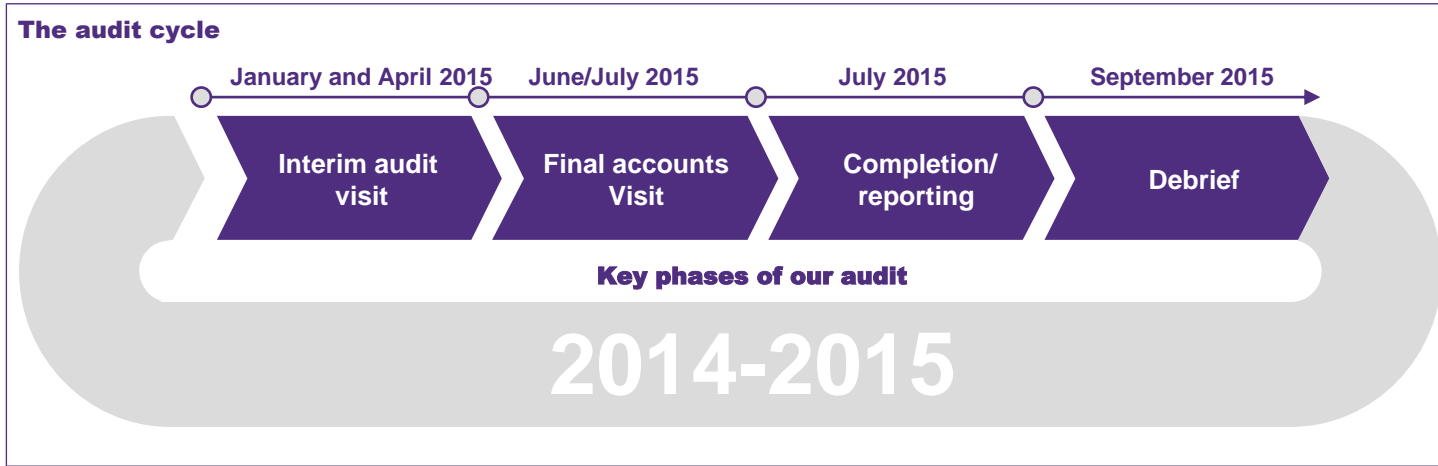 The audit cycle
January and April 2015
June/July 2015
July 2015
September 2015
Interim audit
visit
Final accounts
Visit
Completion/
reporting
Debrief
Key phases of our audit
2014-2015